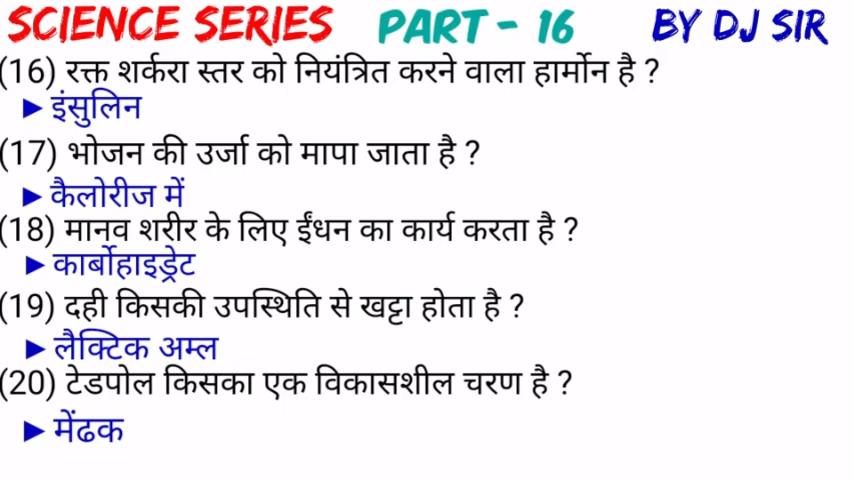 SCIENCE SERIES PART - 16 BY DJ SIR
(16) रक्त शर्करा स्तर को नियंत्रित करने वाला हार्मोन है ?
►इंसुलिन
(17) भोजन की उर्जा को मापा जाता है ?
►कैलोरीज में
(18) मानव शरीर के लिए ईंधन का कार्य करता है ?
►कार्बोहाइड्रेट
(19) दही किसकी उपस्थिति से खट्टा होता है ?
►लैक्टिक अम्ल
(20) टेडपोल किसका एक विकासशील चरण है ?
►मेंढक